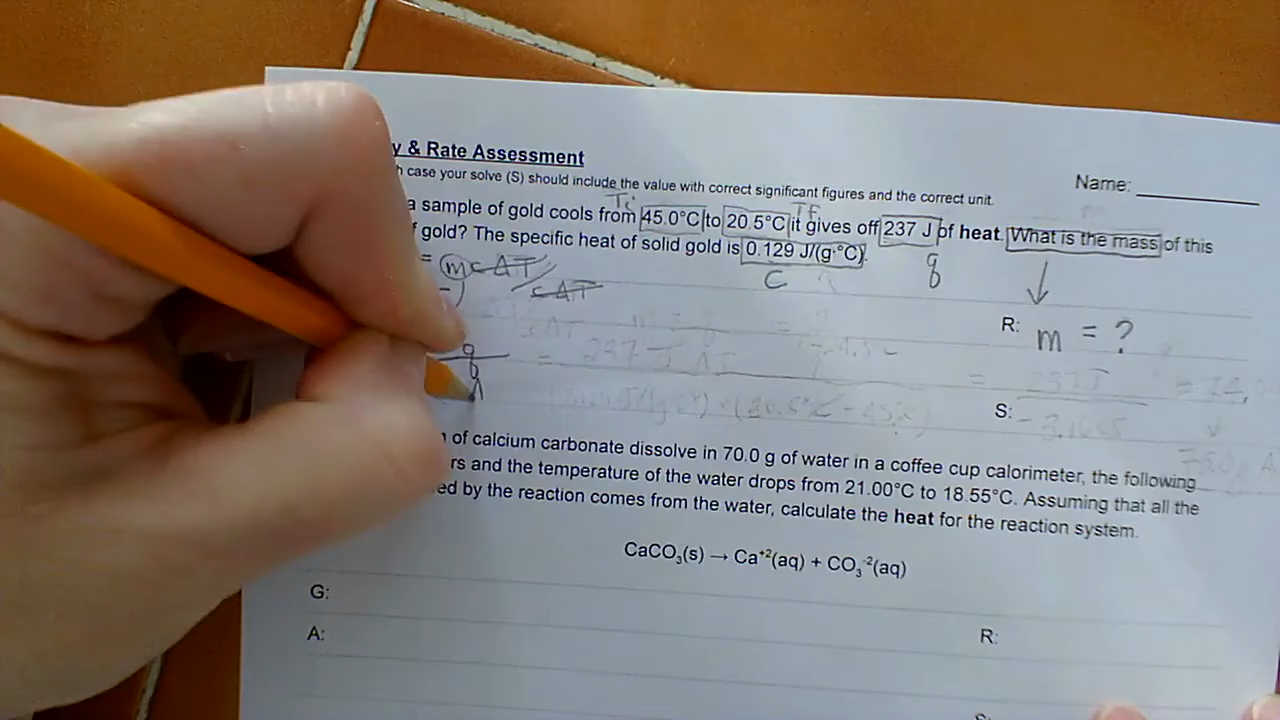 y & Rate Assessment
Name:
h case your solve (S) should include the value with correct significant figures and the correct unit.
Ti Tf
a sample of gold cools from 45.0°C to 20.5°C it gives off 237 J of heat. What is the mass of this
f gold? The specific heat of solid gold is 0.129 J/(g·°C).
= mcΔT
cΔT
C q
R: m = ?
S:
n of calcium carbonate dissolve in 70.0 g of water in a coffee cup calorimeter, the following
rs and the temperature of the water drops from 21.00°C to 18.55°C. Assuming that all the
ed by the reaction comes from the water, calculate the heat for the reaction system.
CaCO₃(s) → Ca⁺²(aq) + CO₃⁻²(aq)
G:
A:
R: